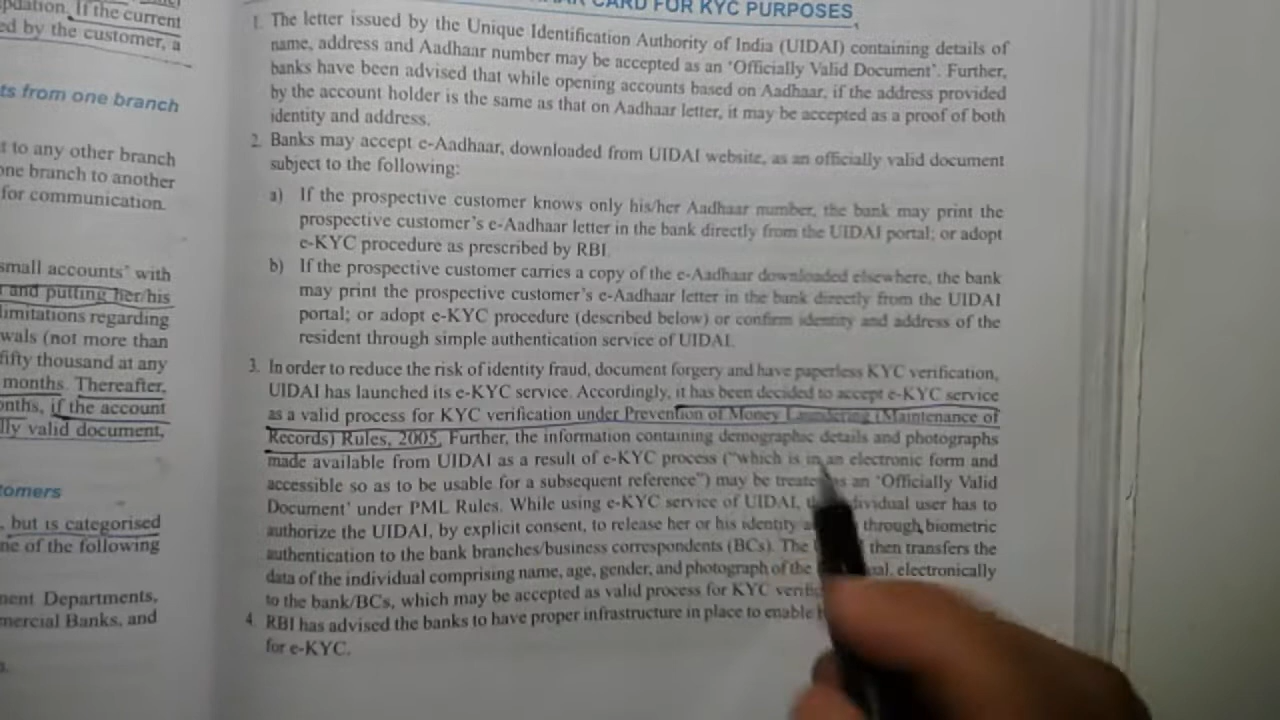 pdation. If the current
ed by the customer, a
ts from one branch
t to any other branch
one branch to another
for communication.
small accounts" with
and putting her/his
limitations regarding
wals (not more than
fifty thousand at any
months. Thereafter,
onths, if the account
lly valid document,
tomers
, but is categorised
ne of the following
ment Departments,
mercial Banks, and
CARD FOR KYC PURPOSES
1. The letter issued by the Unique Identification Authority of India (UIDAI) containing details of
name, address and Aadhaar number may be accepted as an 'Officially Valid Document'. Further,
banks have been advised that while opening accounts based on Aadhaar, if the address provided
by the account holder is the same as that on Aadhaar letter, it may be accepted as a proof of both
identity and address.
2. Banks may accept e-Aadhaar, downloaded from UIDAI website, as an officially valid document
subject to the following:
a) If the prospective customer knows only his/her Aadhaar number, the bank may print the
prospective customer's e-Aadhaar letter in the bank directly from the UIDAI portal; or adopt
e-KYC procedure as prescribed by RBI.
b) If the prospective customer carries a copy of the e-Aadhaar downloaded elsewhere, the bank
may print the prospective customer's e-Aadhaar letter in the bank directly from the UIDAI
portal; or adopt e-KYC procedure (described below) or confirm identity and address of the
resident through simple authentication service of UIDAI.
3. In order to reduce the risk of identity fraud, document forgery and have paperless KYC verification,
UIDAI has launched its e-KYC service. Accordingly, it has been decided to accept e-KYC service
as a valid process for KYC verification under Prevention of Money Laundering (Maintenance of
Records) Rules, 2005. Further, the information containing demographic details and photographs
made available from UIDAI as a result of e-KYC process ("which is in an electronic form and
accessible so as to be usable for a subsequent reference") may be treated as an 'Officially Valid
Document' under PML Rules. While using e-KYC service of UIDAI, the individual user has to
authorize the UIDAI, by explicit consent, to release her or his identity through biometric
authentication to the bank branches/business correspondents (BCs). The then transfers the
data of the individual comprising name, age, gender, and photograph of the electronically
to the bank/BCs, which may be accepted as valid process for KYC
4. RBI has advised the banks to have proper infrastructure in place to enable
for e-KYC.